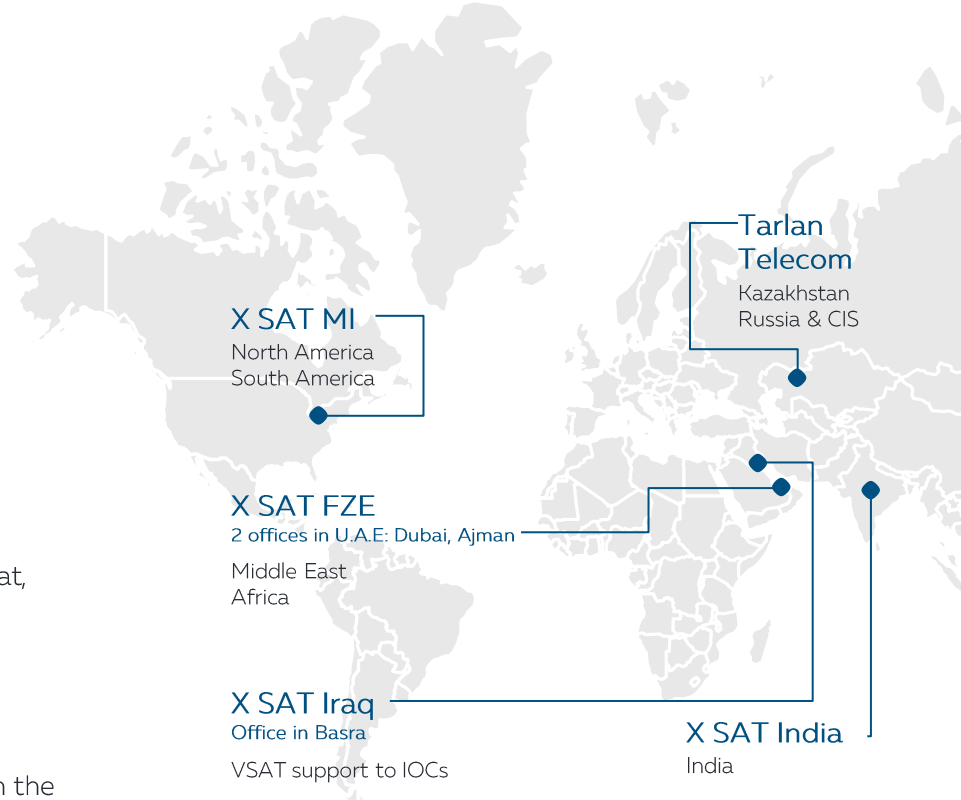 Tarlan
Telecom
Kazakhstan
Russia & CIS
X SAT MI
North America
South America
X SAT FZE
2 offices in U.A.E: Dubai, Ajman
Middle East
Africa
at,
X SAT Iraq
Office in Basra
VSAT support to IOCs
X SAT India
India
the